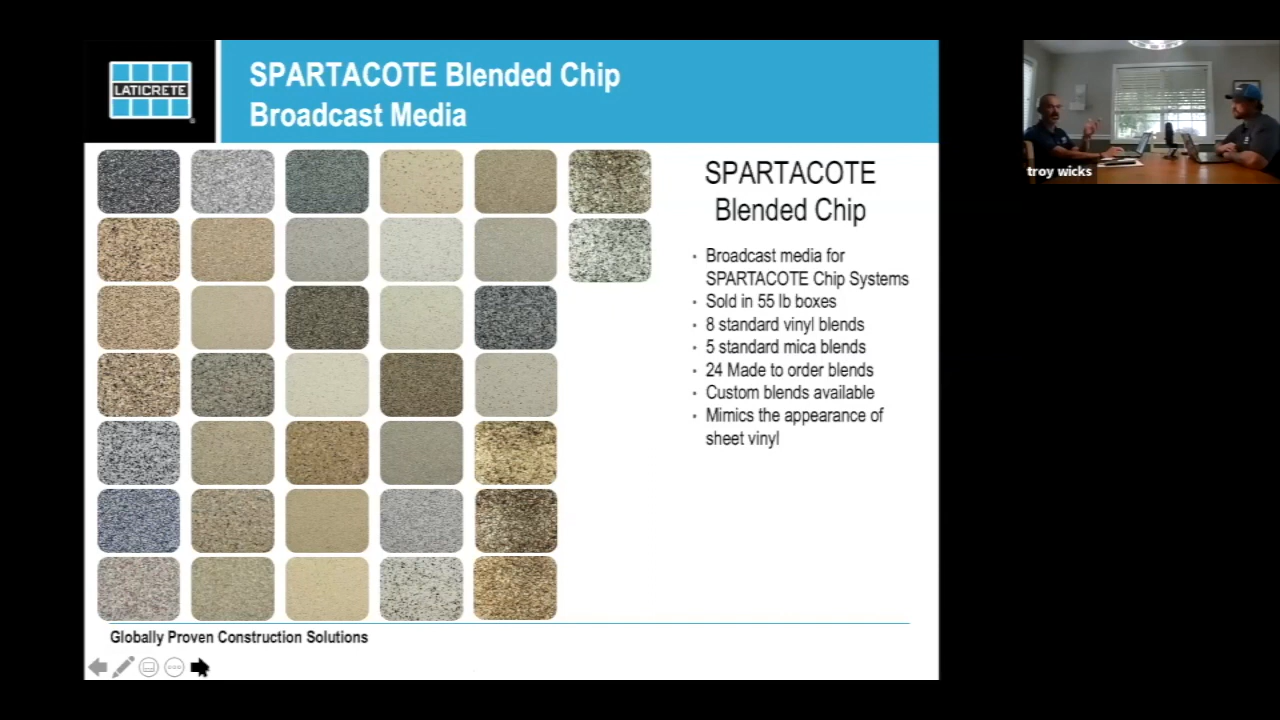 LATICRETE
SPARTACOTE Blended Chip
Broadcast Media
SPARTACOTE
Blended Chip
• Broadcast media for
SPARTACOTE Chip Systems
• Sold in 55 lb boxes
• 8 standard vinyl blends
• 5 standard mica blends
• 24 Made to order blends
• Custom blends available
• Mimics the appearance of
sheet vinyl
Globally Proven Construction Solutions
troy wicks